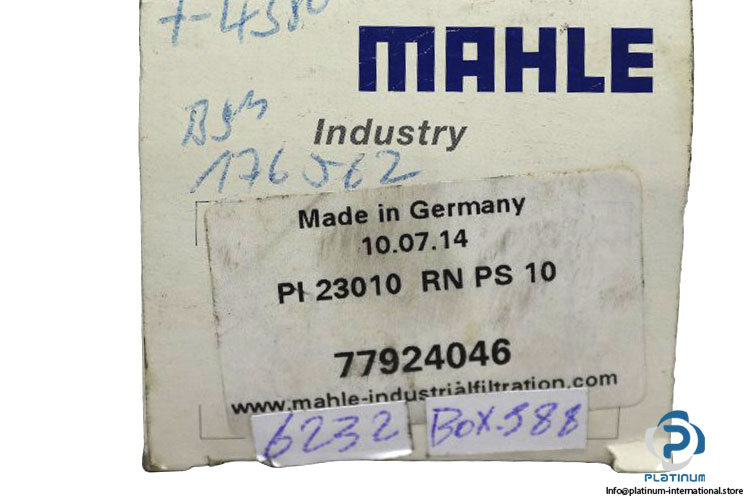 MAHLE
Industry
176562
Made in Germany
10.07.14
PI 23010 RN PS 10
77924046
www.mahle-industrialfiltration.com
6232 BOX.588
PLATINUM
Info@platinum-international.store